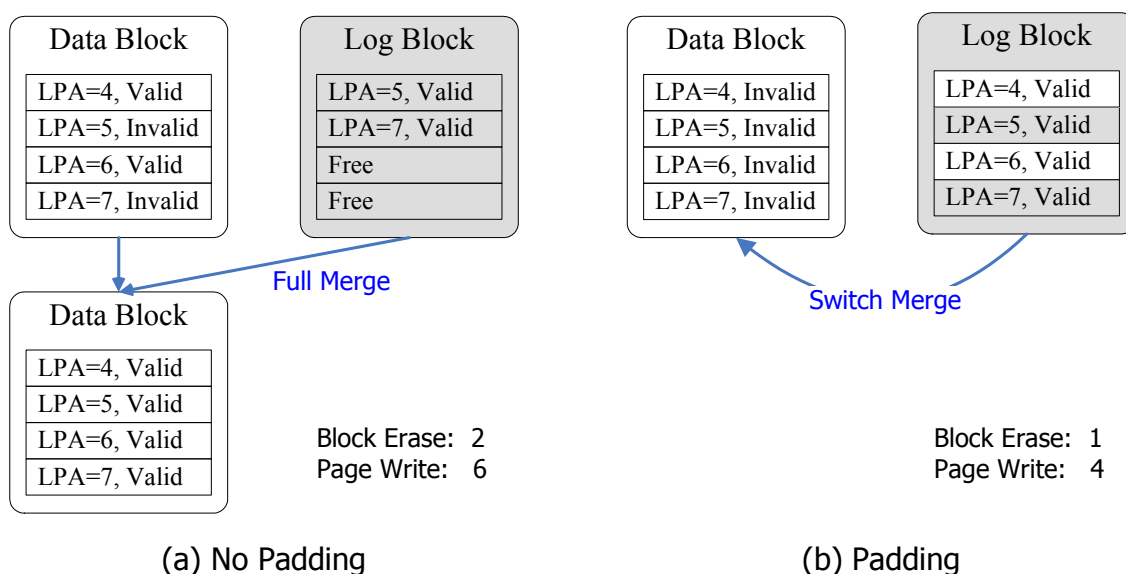 Data Block
LPA=4, Valid
LPA=5, Invalid
LPA=6, Valid
LPA=7, Invalid
Log Block
LPA=5, Valid
LPA=7, Valid
Free
Free
Full Merge
Data Block
LPA=4, Valid
LPA=5, Valid
LPA=6, Valid
LPA=7, Valid
Block Erase: 2
Page Write: 6
(a) No Padding
Data Block
LPA=4, Invalid
LPA=5, Invalid
LPA=6, Invalid
LPA=7, Invalid
Log Block
LPA=4, Valid
LPA=5, Valid
LPA=6, Valid
LPA=7, Valid
Switch Merge
Block Erase: 1
Page Write: 4
(b) Padding